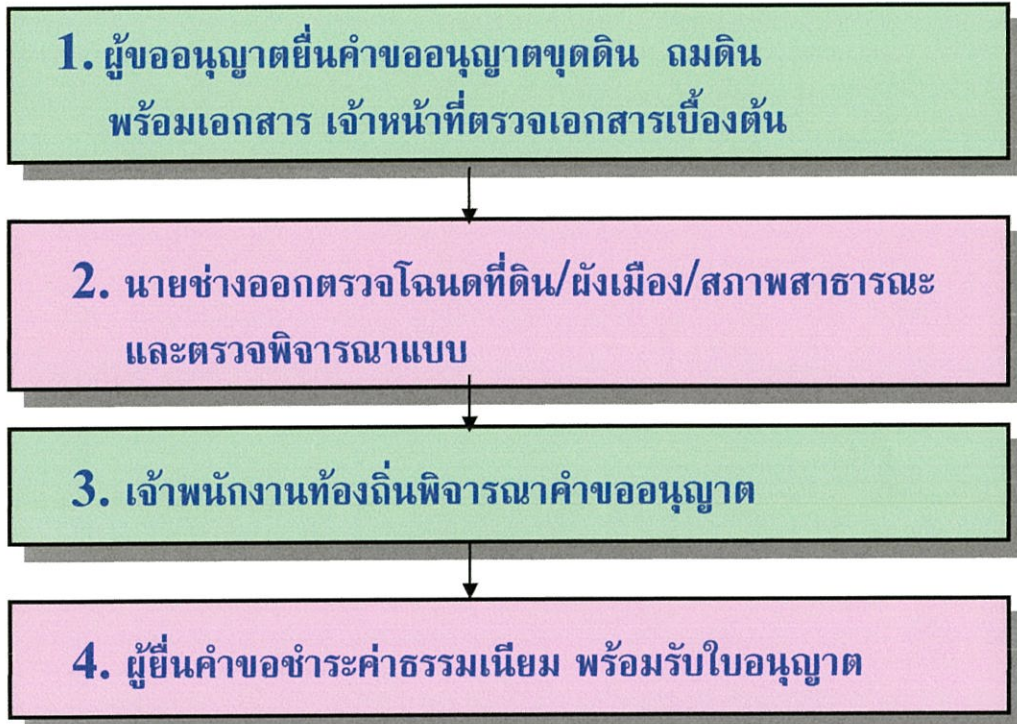 1. ผู้ขออนุญาตยื่นคำขออนุญาตขุดดิน ถมดิน
พร้อมเอกสาร เจ้าหน้าที่ตรวจเอกสารเบื้องต้น
2. นายช่างออกตรวจโฉนดที่ดิน/ผังเมือง/สภาพสาธารณะ
และตรวจพิจารณาแบบ
3. เจ้าพนักงานท้องถิ่นพิจารณาคำขออนุญาต
4. ผู้ยื่นคำขอชำระค่าธรรมเนียม พร้อมรับใบอนุญาต